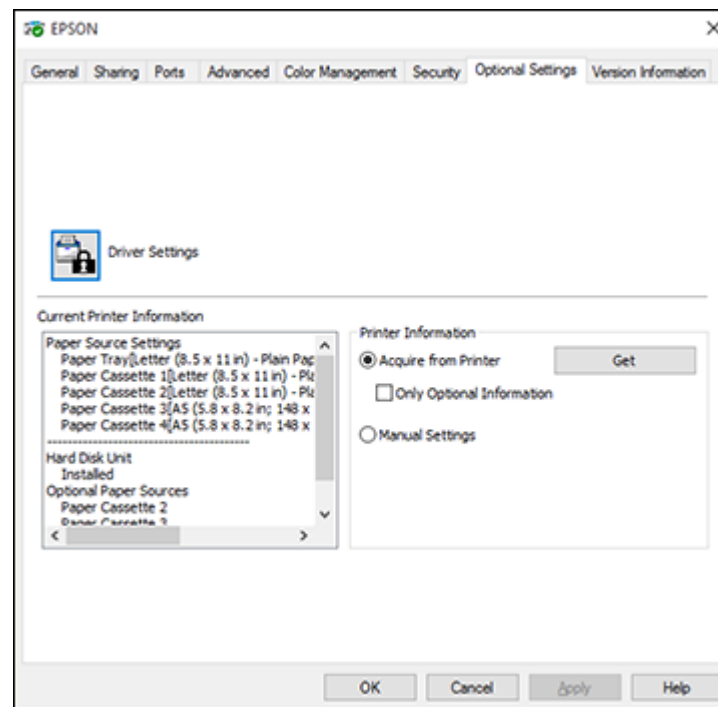 EPSON
General Sharing Ports Advanced Color Management Security Optional Settings Version Information
Driver Settings
Current Printer Information
Paper Source Settings
Paper Tray[Letter (8.5 x 11 in) - Plain Pap
Paper Cassette 1[Letter (8.5 x 11 in) - Pla
Paper Cassette 2[Letter (8.5 x 11 in) - Pla
Paper Cassette 3[A5 (5.8 x 8.2 in; 148 x
Paper Cassette 4[A5 (5.8 x 8.2 in; 148 x
----------------------------------------
Hard Disk Unit
Installed
Optional Paper Sources
Paper Cassette 2
Paper Cassette 3
Printer Information
Acquire from Printer
Get
Only Optional Information
Manual Settings
OK Cancel Apply Help